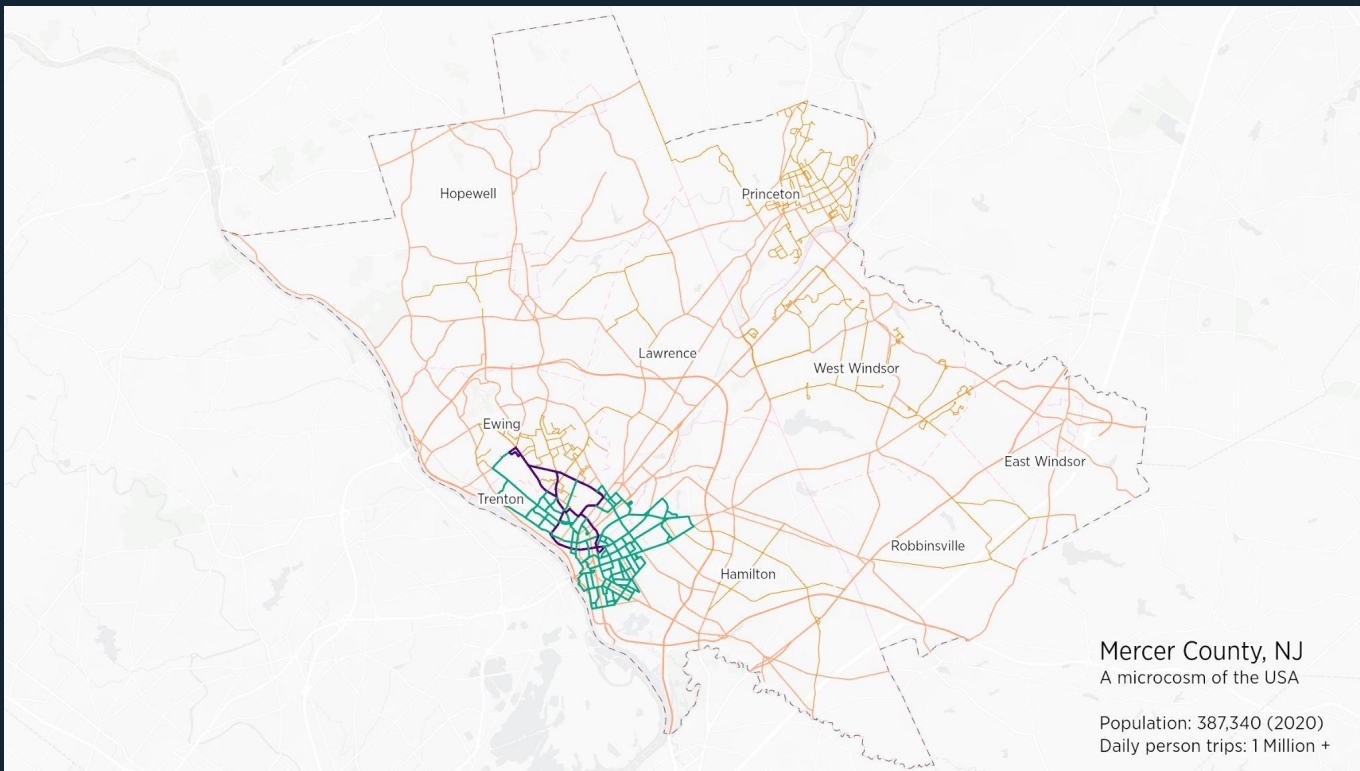 Hopewell
Princeton
Lawrence
West Windsor
Ewing
East Windsor
Trenton
Robbinsville
Hamilton
Mercer County, NJ
A microcosm of the USA
Population: 387,340 (2020)
Daily person trips: 1 Million +